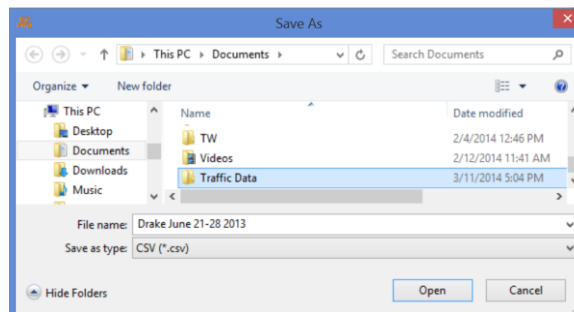 Save As
This PC Documents Search Documents
Organize New folder
This PC Name Date modified
Desktop
Documents TW 2/4/2014 12:46 PM
Downloads Videos 2/12/2014 11:41 AM
Music Traffic Data 3/11/2014 5:04 PM
File name: Drake June 21-28 2013
Save as type: CSV (*.csv)
Hide Folders Open Cancel